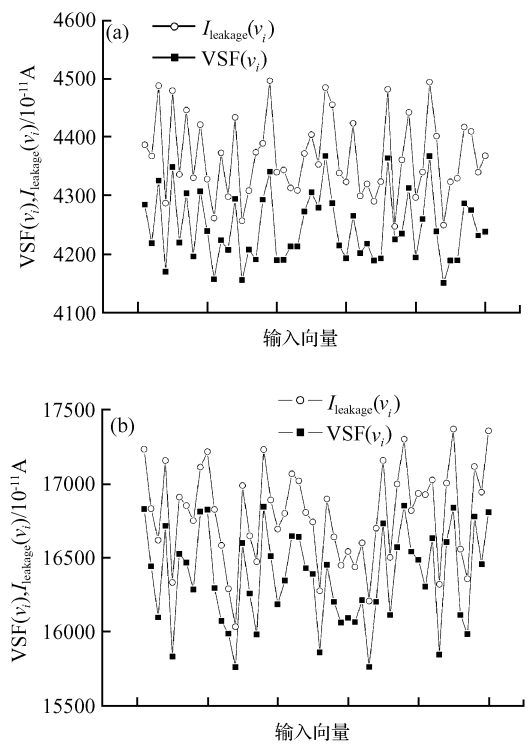 4600
(a)
I_leakage(v_i)
VSF(v_i)
4500
4400
4300
4200
4100
VSF(v_i),I_leakage(v_i)/10^-11A
输入向量
I_leakage(v_i)
VSF(v_i)
17500
(b)
17000
16500
16000
15500
VSF(v_i),I_leakage(v_i)/10^-11A
输入向量